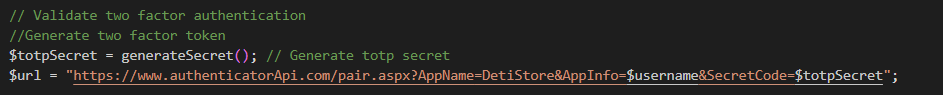 // Validate two factor authentication
//Generate two factor token
$totpSecret = generateSecret(); // Generate totp secret
$url = "https://www.authenticatorApi.com/pair.aspx?AppName=DetiStore&AppInfo=$username&SecretCode=$totpSecret";